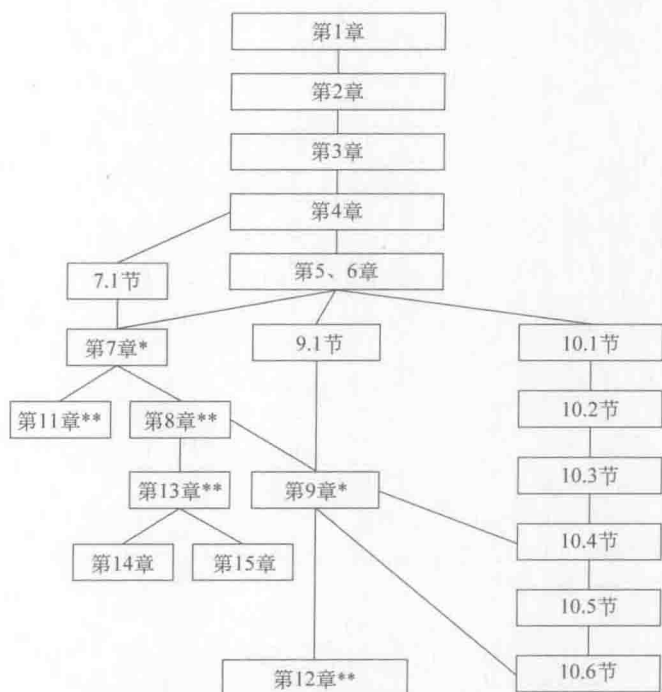 第1章
第2章
第3章
第4章
第5、6章
7.1节
第7章*
9.1节
10.1节
第11章**
第8章**
10.2节
第13章**
第9章*
10.3节
10.4节
第14章
第15章
10.5节
第12章**
10.6节